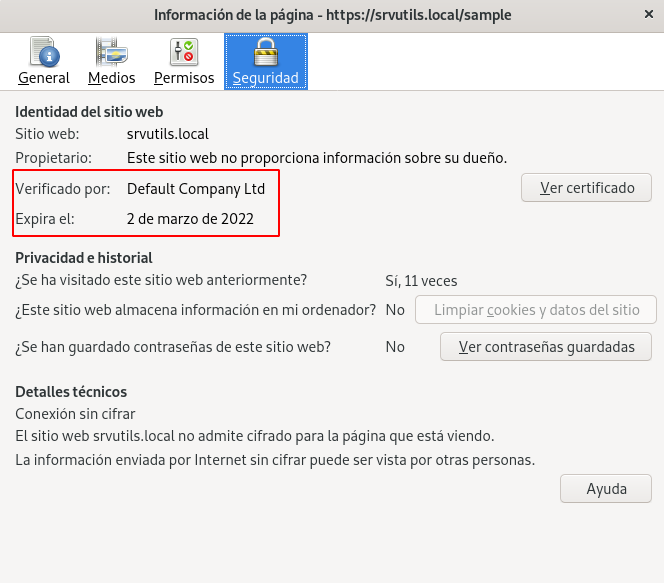 Información de la página - https://srvutils.local/sample
General Medios Permisos Seguridad
Identidad del sitio web
Sitio web: srvutils.local
Propietario: Este sitio web no proporciona información sobre su dueño.
Verificado por: Default Company Ltd Ver certificado
Expira el: 2 de marzo de 2022
Privacidad e historial
¿Se ha visitado este sitio web anteriormente? Sí, 11 veces
¿Este sitio web almacena información en mi ordenador? No Limpiar cookies y datos del sitio
¿Se han guardado contraseñas de este sitio web? No Ver contraseñas guardadas
Detalles técnicos
Conexión sin cifrar
El sitio web srvutils.local no admite cifrado para la página que está viendo.
La información enviada por Internet sin cifrar puede ser vista por otras personas.
Ayuda